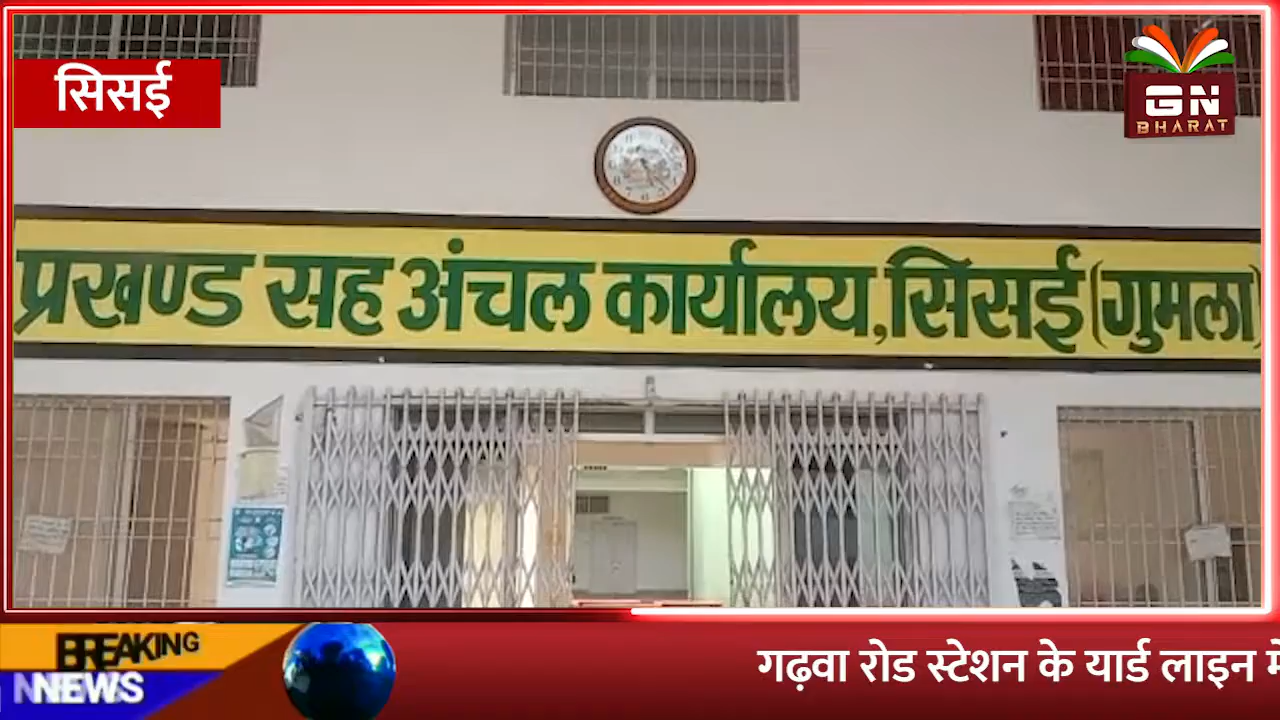 सिसई
GN
BHARAT
प्रखण्ड सह अंचल कार्यालय, सिसई (गुमला)
BREAKING
NEWS
गढ़वा रोड स्टेशन के यार्ड लाइन में